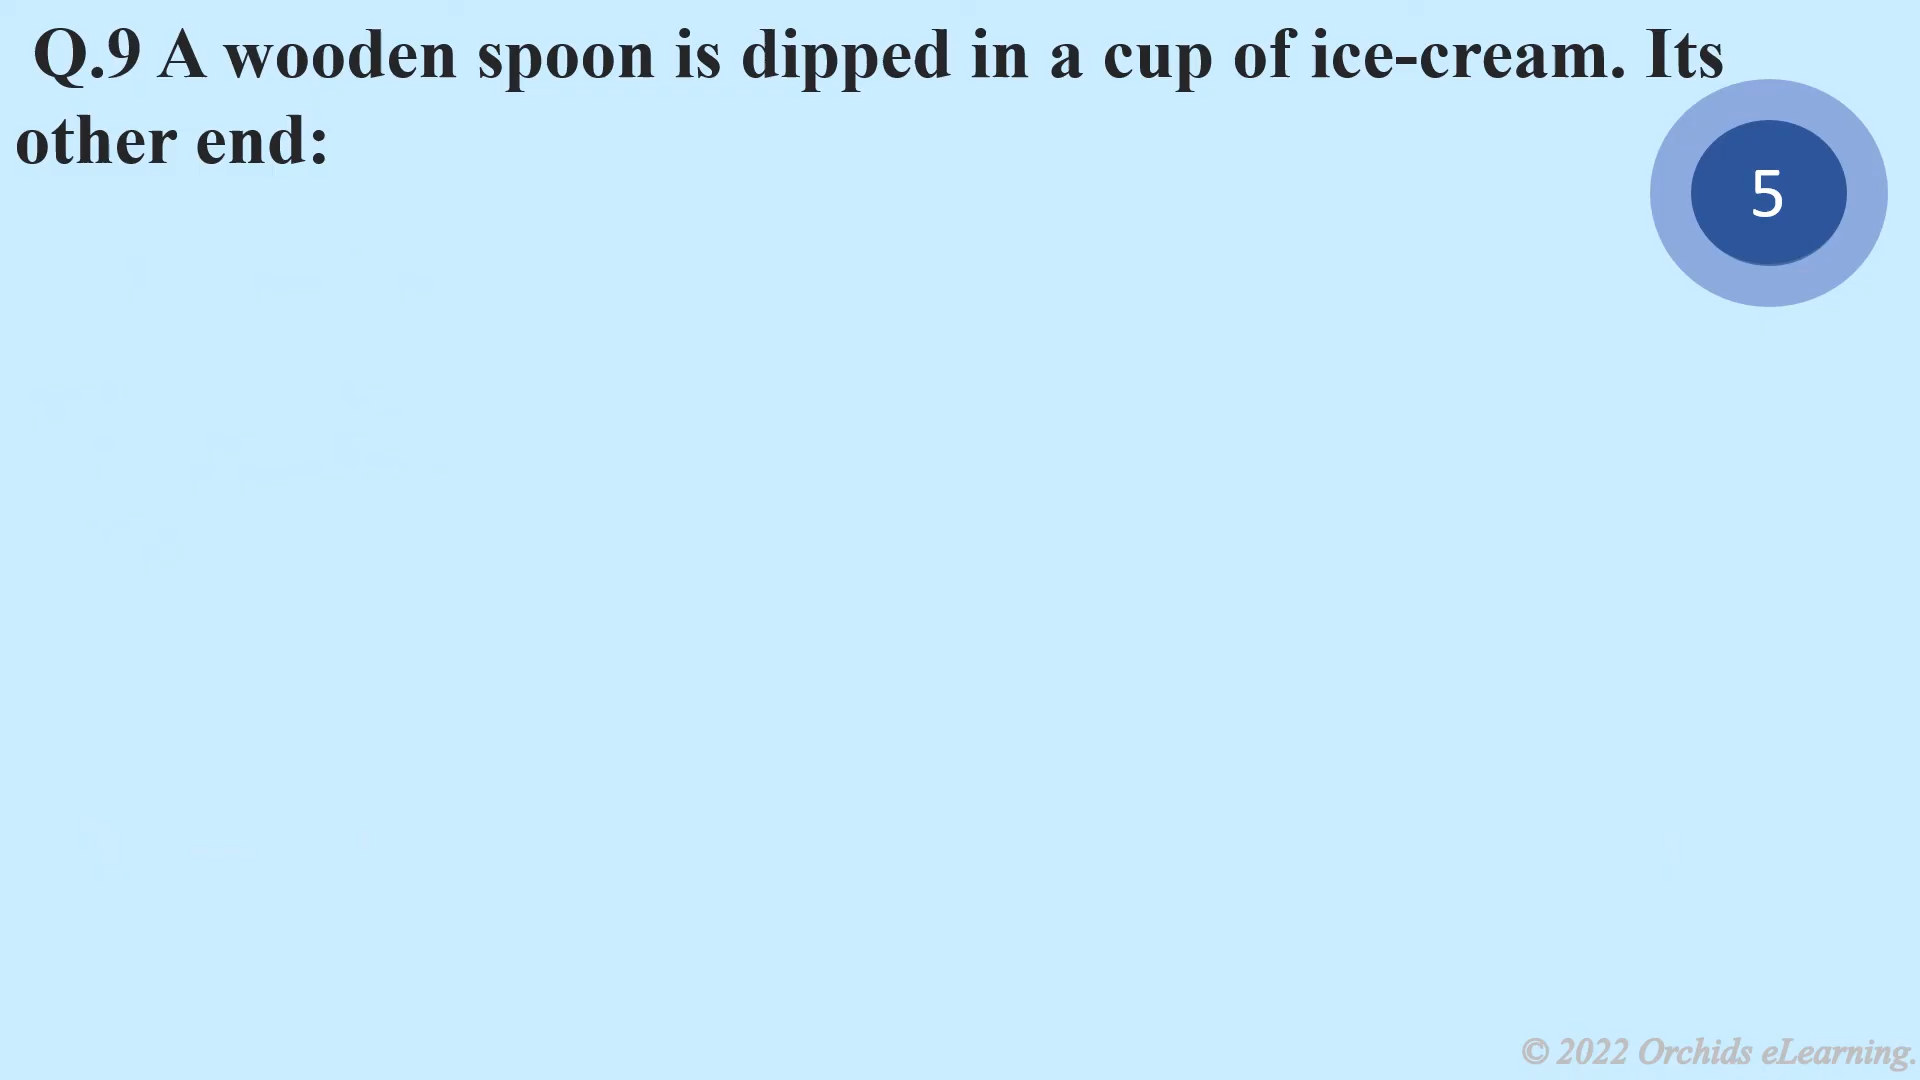 Q.9 A wooden spoon is dipped in a cup of ice-cream. Its
other end:
5
© 2022 Orchids eLearning.